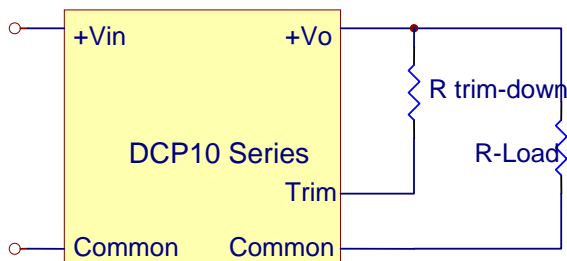 +Vin
+Vo
R trim-down
DCP10 Series
R-Load
Trim
Common
Common